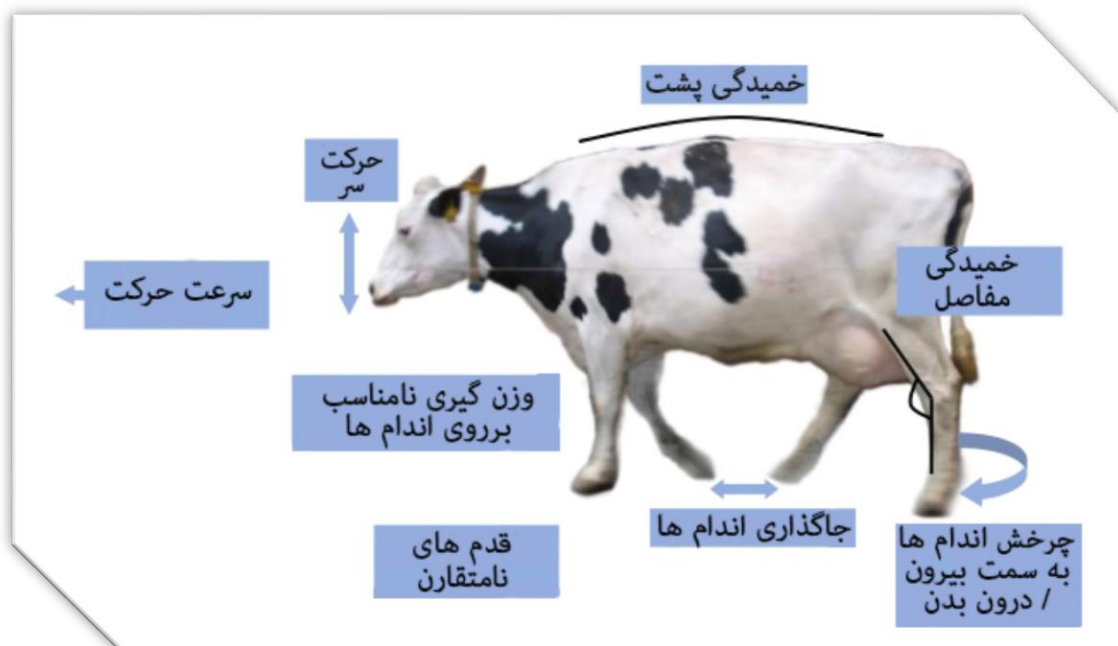 خمیدگی پشت
حرکت
سر
سرعت حرکت
خمیدگی
مفاصل
وزن گیری نامناسب
برروی اندام ها
جاگذاری اندام ها
قدم های
نامتقارن
چرخش اندام ها
به سمت بیرون
/ درون بدن